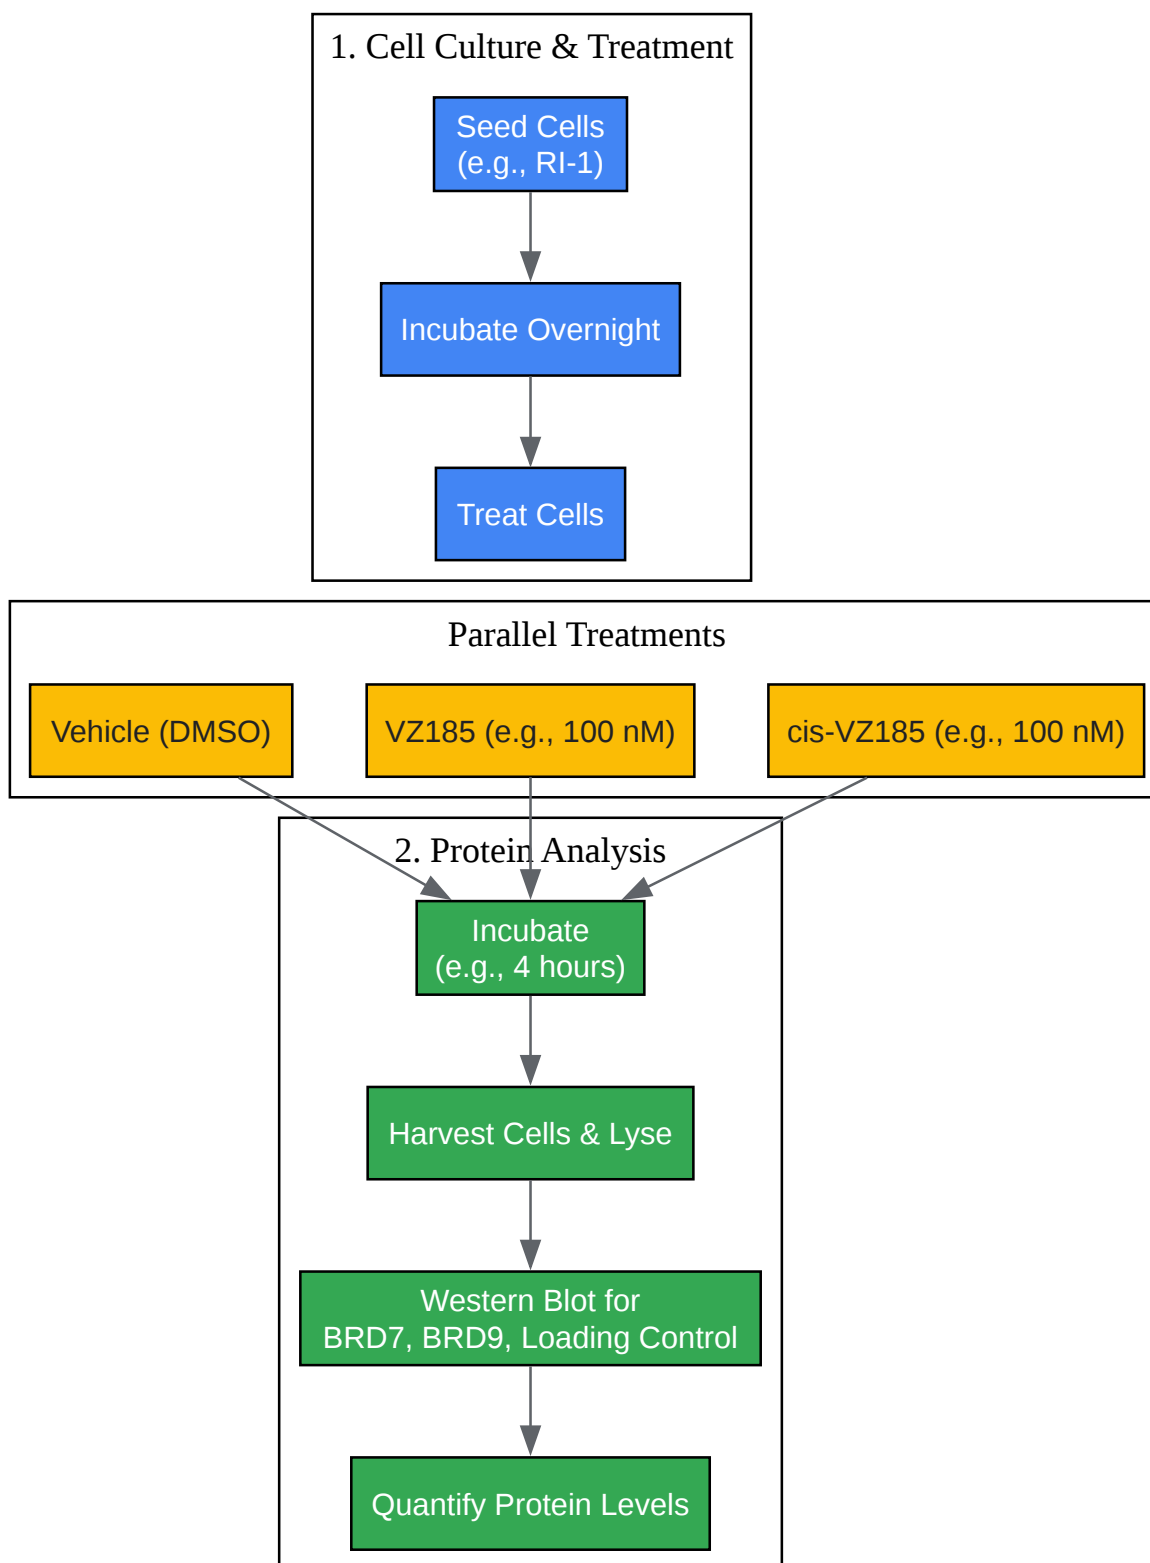 1. Cell Culture & Treatment
Seed Cells
(e.g., RI-1)
Incubate Overnight
Treat Cells
Parallel Treatments
Vehicle (DMSO)
VZ185 (e.g., 100 nM)
cis-VZ185 (e.g., 100 nM)
2. Protein Analysis
Incubate
(e.g., 4 hours)
Harvest Cells & Lyse
Western Blot for
BRD7, BRD9, Loading Control
Quantify Protein Levels